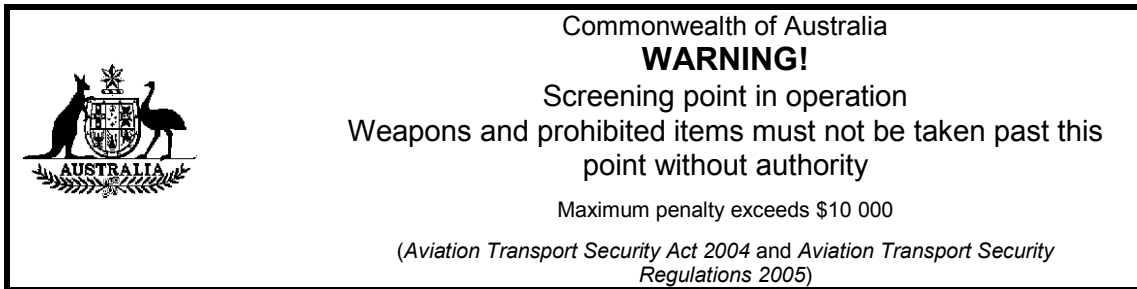 Commonwealth of Australia
WARNING!
Screening point in operation
Weapons and prohibited items must not be taken past this
point without authority
Maximum penalty exceeds $10 000
(Aviation Transport Security Act 2004 and Aviation Transport Security
Regulations 2005)
AUSTRALIA